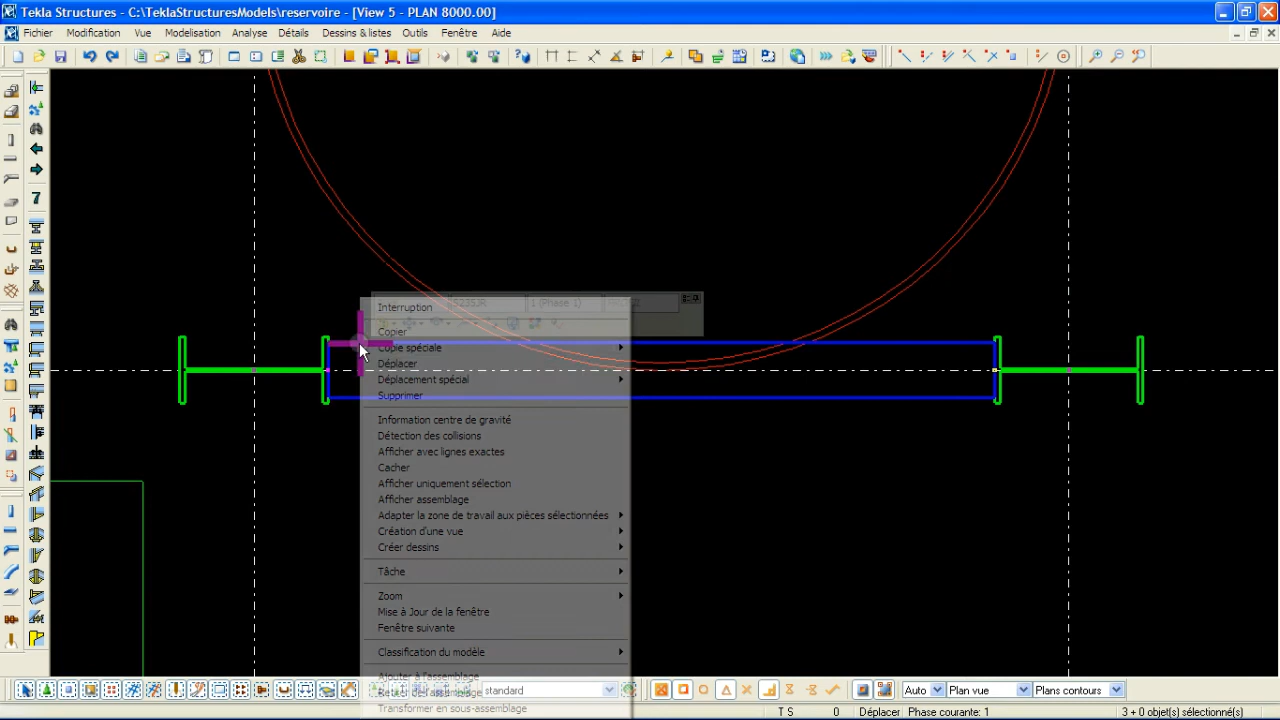 Tekla Structures - [C:\TeklaStructuresModels\reservoire - [View 5 - PLAN 8000.00]
Fichier Modification Vue Modelisation Analyse Détails Dessins & listes Outils Fenêtre Aide
7
1 (Phase 1)
Interruption
Copier
Copie spéciale
Déplacer
Déplacement spécial
Supprimer
Information centre de gravité
Détection des collisions
Afficher avec lignes exactes
Cacher
Afficher uniquement sélection
Afficher assemblage
Adapter la zone de travail aux pièces sélectionnées
Création d'une vue
Créer dessins
Tâche
Zoom
Mise à Jour de la fenêtre
Fenêtre suivante
Classification du modèle
Ajouter à l'assemblage
Transformer en sous-assemblage
standard
Auto Plan vue Plans contours
T S 0 Déplacer Phase courante: 1 3 + 0 objet(s) sélectionné(s)